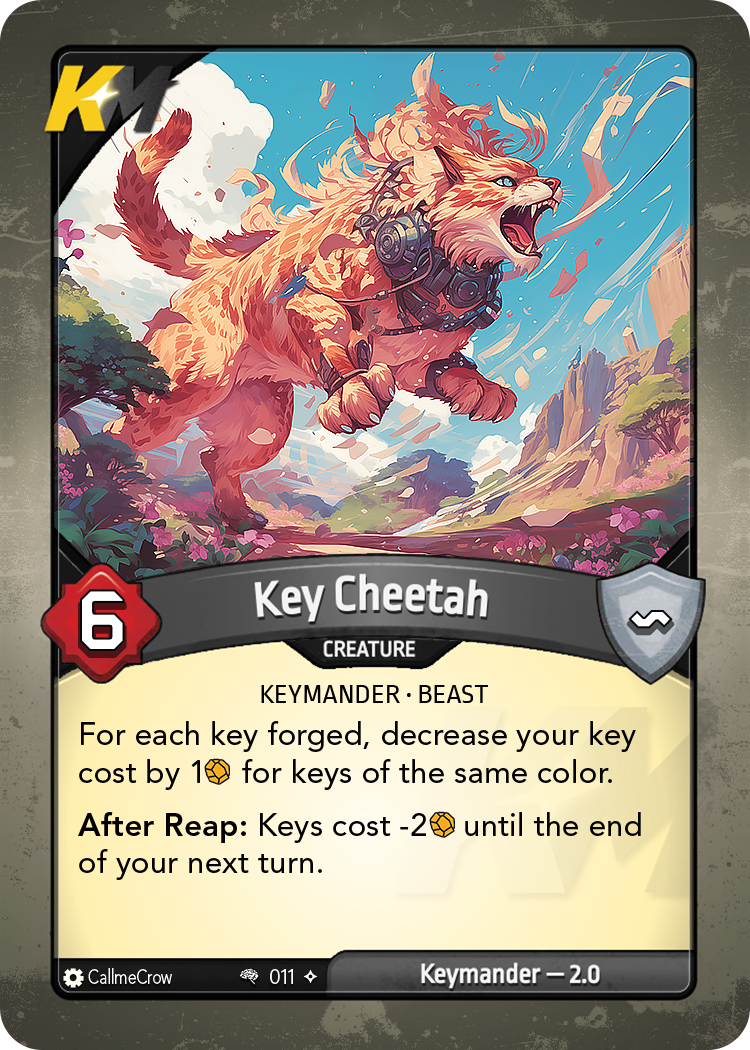 KM
Key Cheetah
6
~
CREATURE
KEYMANDER • BEAST
For each key forged, decrease your key
cost by 1 for keys of the same color.
After Reap: Keys cost -2 until the end
of your next turn.
CallmeCrow
011
Keymander — 2.0